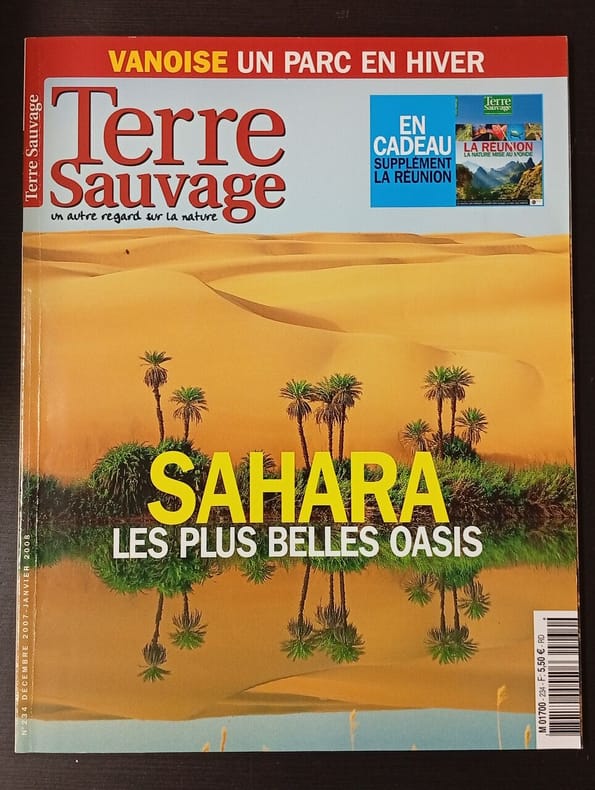 VANOISE UN PARC EN HIVER
Terre Sauvage
Terre
Sauvage
un autre regard sur la nature
EN
CADEAU
SUPPLÉMENT
LA RÉUNION
Terre
Sauvage
LA RÉUNION
LA NATURE MISE AU MONDE
SAHARA
LES PLUS BELLES OASIS
N°234 DÉCEMBRE 2007-JANVIER 2008
M 01700 - 234 - F: 5,50 € - RD